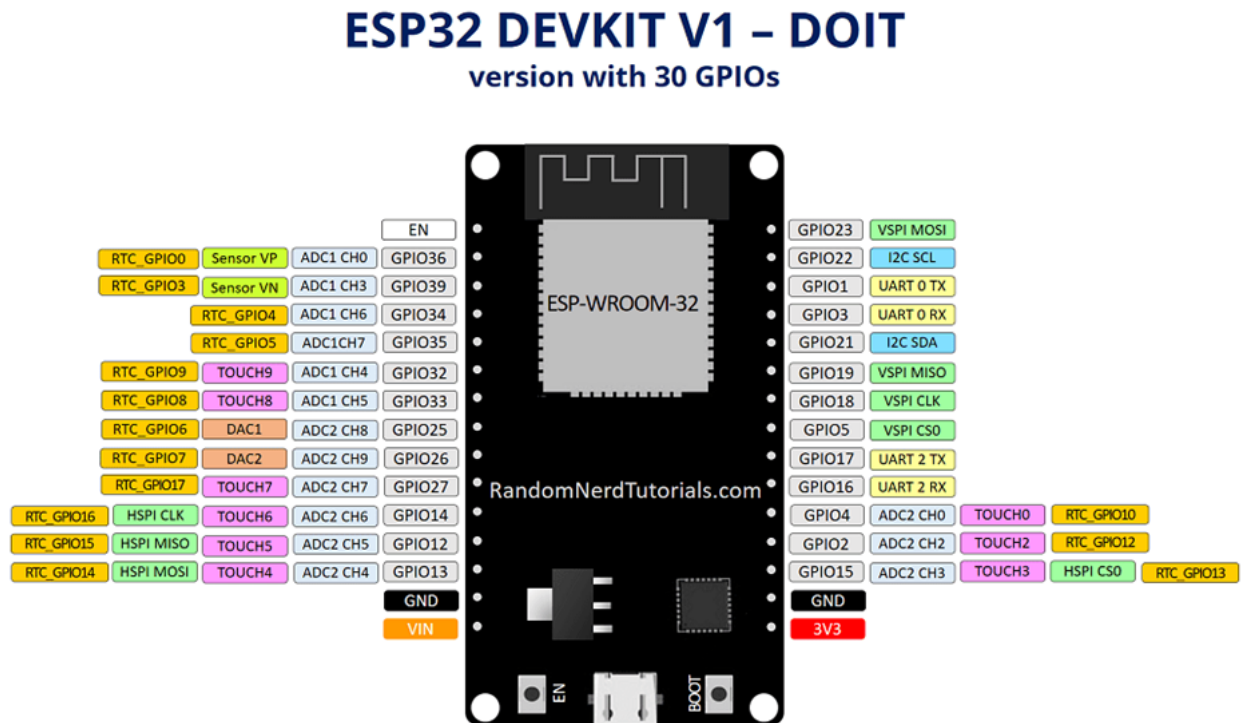 ESP32 DEVKIT V1 – DOIT
version with 30 GPIOs
EN
RTC_GPIO0 Sensor VP ADC1 CH0 GPIO36
RTC_GPIO3 Sensor VN ADC1 CH3 GPIO39
RTC_GPIO4 ADC1 CH6 GPIO34
RTC_GPIO5 ADC1CH7 GPIO35
RTC_GPIO9 TOUCH9 ADC1 CH4 GPIO32
RTC_GPIO8 TOUCH8 ADC1 CH5 GPIO33
RTC_GPIO6 DAC1 ADC2 CH8 GPIO25
RTC_GPIO7 DAC2 ADC2 CH9 GPIO26
RTC_GPIO17 TOUCH7 ADC2 CH7 GPIO27
RTC_GPIO16 HSPI CLK TOUCH6 ADC2 CH6 GPIO14
RTC_GPIO15 HSPI MISO TOUCH5 ADC2 CH5 GPIO12
RTC_GPIO14 HSPI MOSI TOUCH4 ADC2 CH4 GPIO13
GND
VIN
ESP-WROOM-32
RandomNerdTutorials.com
EN
BOOT
GPIO23 VSPI MOSI
GPIO22 I2C SCL
GPIO1 UART 0 TX
GPIO3 UART 0 RX
GPIO21 I2C SDA
GPIO19 VSPI MISO
GPIO18 VSPI CLK
GPIO5 VSPI CS0
GPIO17 UART 2 TX
GPIO16 UART 2 RX
GPIO4 ADC2 CH0 TOUCH0 RTC_GPIO10
GPIO2 ADC2 CH2 TOUCH2 RTC_GPIO12
GPIO15 ADC2 CH3 TOUCH3 HSPI CS0 RTC_GPIO13
GND
3V3